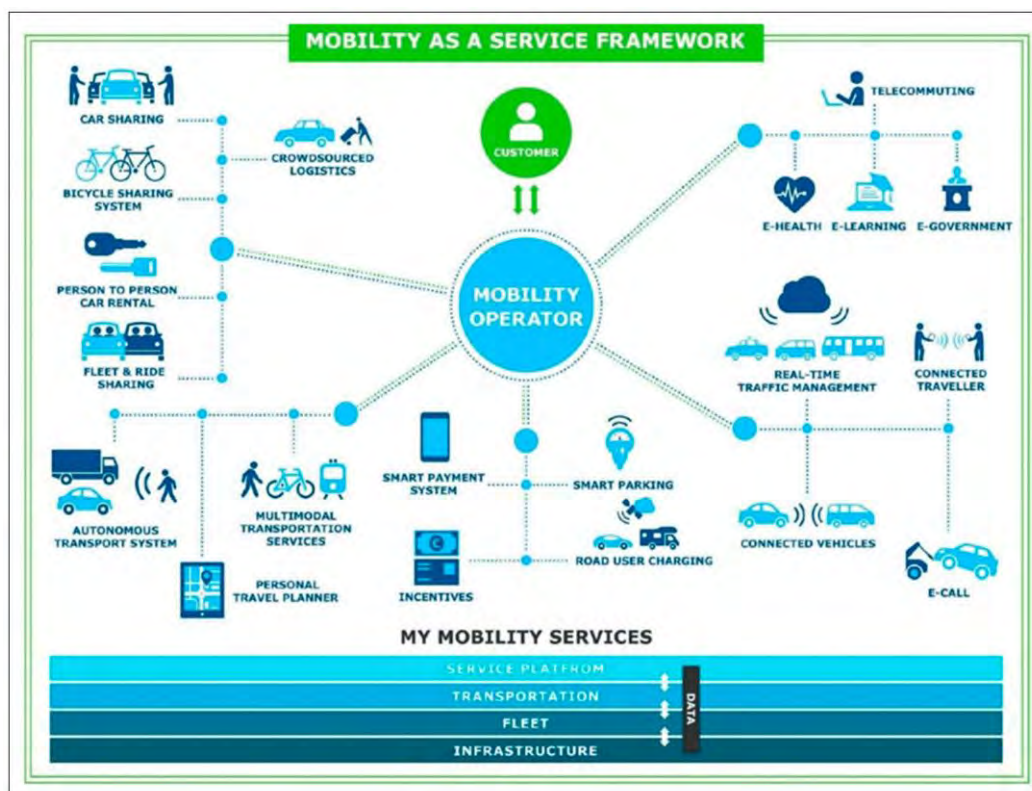 MOBILITY AS A SERVICE FRAMEWORK
CAR SHARING
CROWDSOURCED
LOGISTICS
BICYCLE SHARING
SYSTEM
PERSON TO PERSON
CAR RENTAL
FLEET & RIDE
SHARING
CUSTOMER
MOBILITY
OPERATOR
TELECOMMUTING
E-HEALTH
E-LEARNING
E-GOVERNMENT
REAL-TIME
TRAFFIC MANAGEMENT
CONNECTED
TRAVELLER
AUTONOMOUS
TRANSPORT SYSTEM
MULTIMODAL
TRANSPORTATION
SERVICES
PERSONAL
TRAVEL PLANNER
SMART PAYMENT
SYSTEM
SMART PARKING
INCENTIVES
ROAD USER CHARGING
CONNECTED VEHICLES
E-CALL
MY MOBILITY SERVICES
SERVICE PLATFROM
TRANSPORTATION
FLEET
INFRASTRUCTURE
DATA